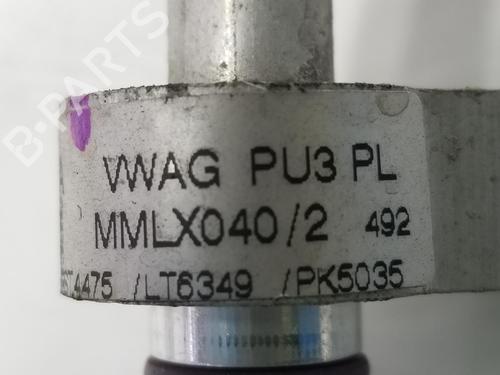 B-PARTS
VWAG PU3 PL
MMLX040/2 492
4475 /LT6349 /PK5035